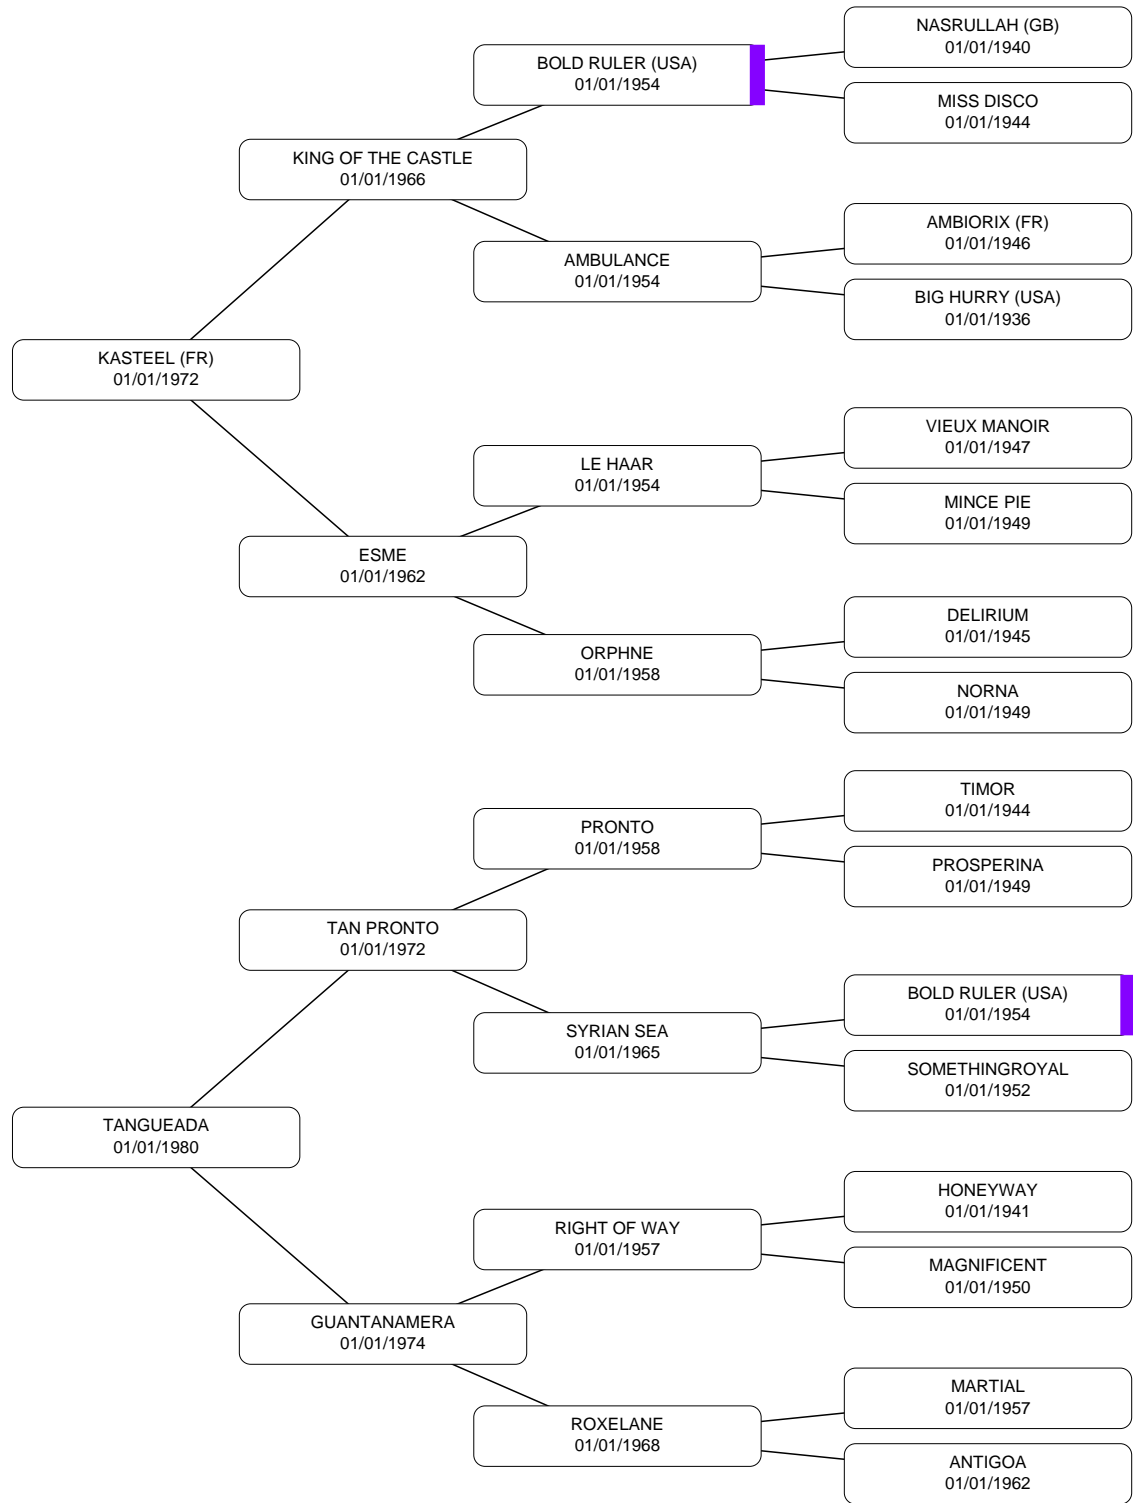 NASRULLAH (GB)
01/01/1940
BOLD RULER (USA)
01/01/1954
MISS DISCO
01/01/1944
KING OF THE CASTLE
01/01/1966
AMBIORIX (FR)
01/01/1946
AMBULANCE
01/01/1954
BIG HURRY (USA)
01/01/1936
KASTEEL (FR)
01/01/1972
VIEUX MANOIR
01/01/1947
LE HAAR
01/01/1954
MINCE PIE
01/01/1949
ESME
01/01/1962
DELIRIUM
01/01/1945
ORPHNE
01/01/1958
NORNA
01/01/1949
TIMOR
01/01/1944
PRONTO
01/01/1958
PROSPERINA
01/01/1949
TAN PRONTO
01/01/1972
BOLD RULER (USA)
01/01/1954
SYRIAN SEA
01/01/1965
SOMETHINGROYAL
01/01/1952
TANGUEADA
01/01/1980
HONEYWAY
01/01/1941
RIGHT OF WAY
01/01/1957
MAGNIFICENT
01/01/1950
GUANTANAMERA
01/01/1974
MARTIAL
01/01/1957
ROXELANE
01/01/1968
ANTIGOA
01/01/1962